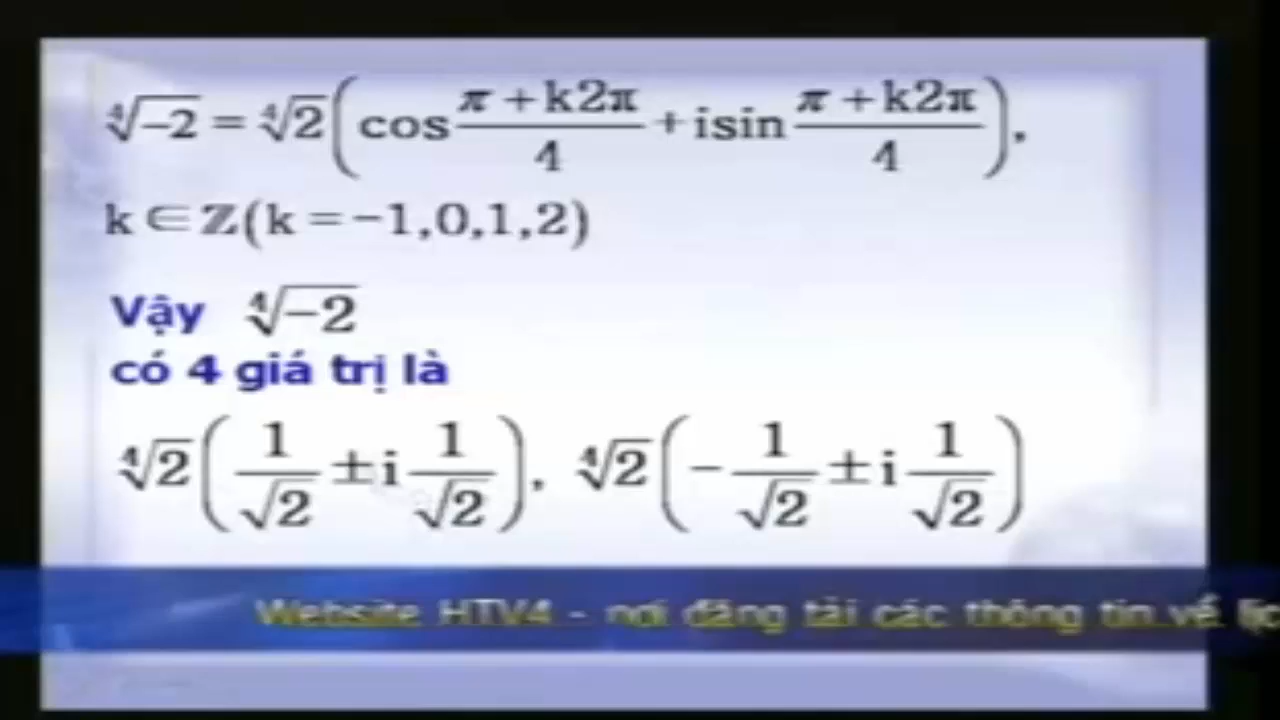 ∜−2 = ∜2 (cos (π + k2π)/4 + isin (π + k2π)/4),
k ∈ ℤ(k = −1,0,1,2)
Vậy ∜−2
có 4 giá trị là
∜2 (1/√2 ± i 1/√2), ∜2 (− 1/√2 ± i 1/√2)
Website HTV4 - nơi đăng tải các thông tin về lịc